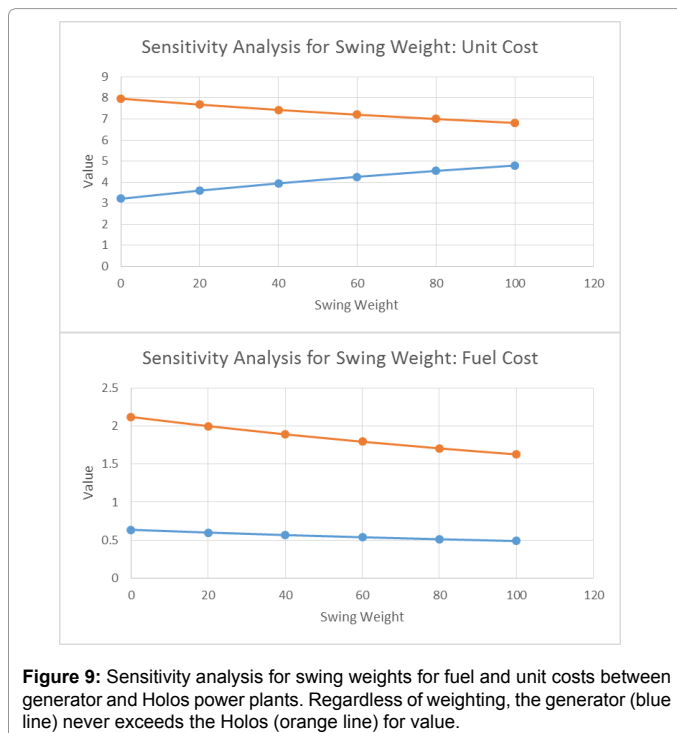 Sensitivity Analysis for Swing Weight: Unit Cost
9
8
7
6
5
4
3
2
1
0
Value
0 20 40 60 80 100 120
Swing Weight
Sensitivity Analysis for Swing Weight: Fuel Cost
2.5
2
1.5
1
0.5
0
Value
0 20 40 60 80 100 120
Swing Weight
Figure 9: Sensitivity analysis for swing weights for fuel and unit costs between
generator and Holos power plants. Regardless of weighting, the generator (blue
line) never exceeds the Holos (orange line) for value.